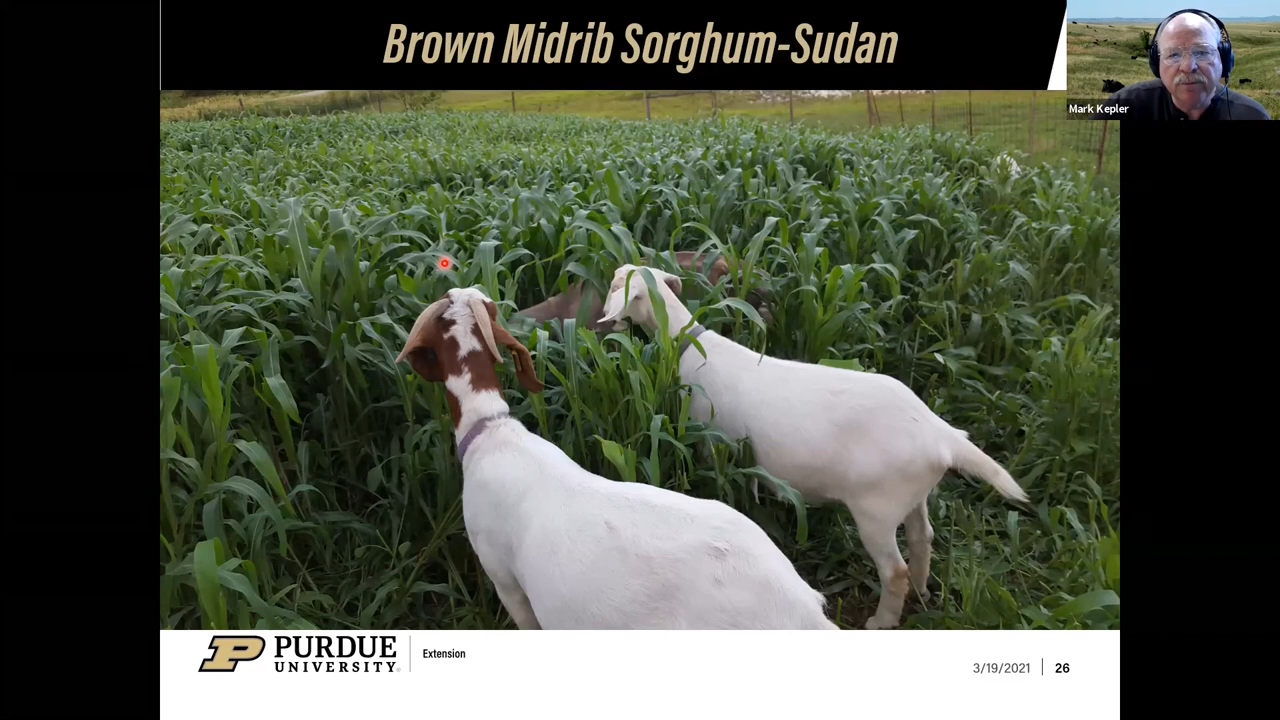 Brown Midrib Sorghum-Sudan
Mark Kepler
PURDUE
UNIVERSITY®
Extension
3/19/2021
26